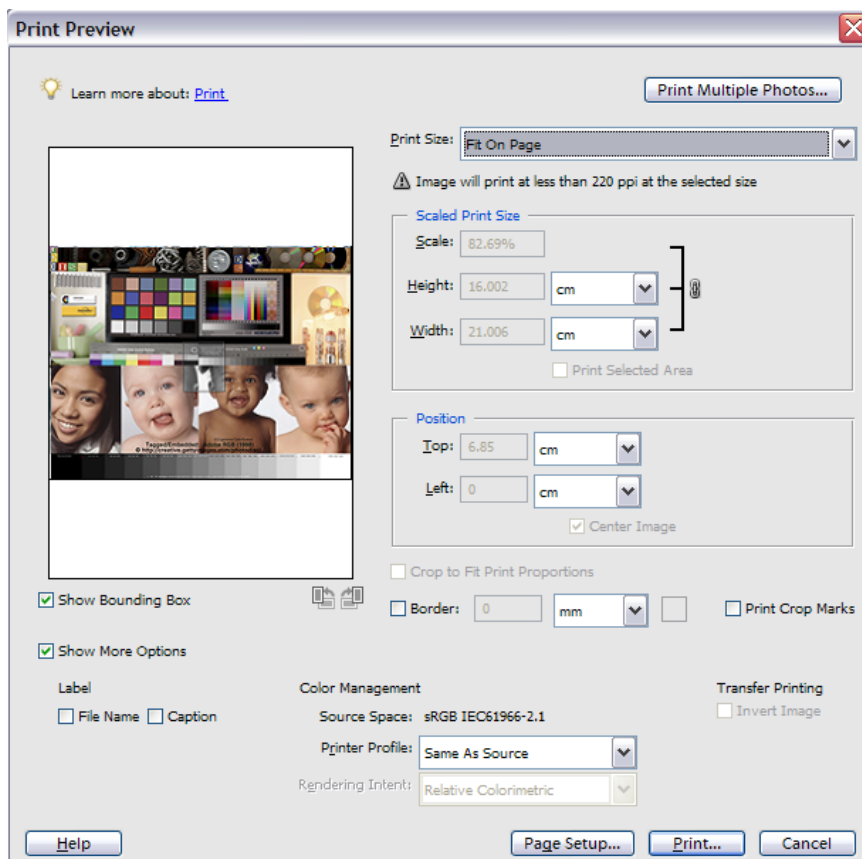 Print Preview
Learn more about: Print
Print Multiple Photos...
Print Size: Fit On Page
Image will print at less than 220 ppi at the selected size
Scaled Print Size
Scale: 82.69%
Height: 16.002 cm
Width: 21.006 cm
Print Selected Area
Position
Top: 6.85 cm
Left: 0 cm
Center Image
Crop to Fit Print Proportions
Show Bounding Box
Border: 0 mm
Print Crop Marks
Show More Options
Label
File Name
Caption
Color Management
Source Space: sRGB IEC61966-2.1
Printer Profile: Same As Source
Rendering Intent: Relative Colorimetric
Transfer Printing
Invert Image
Help
Page Setup...
Print...
Cancel